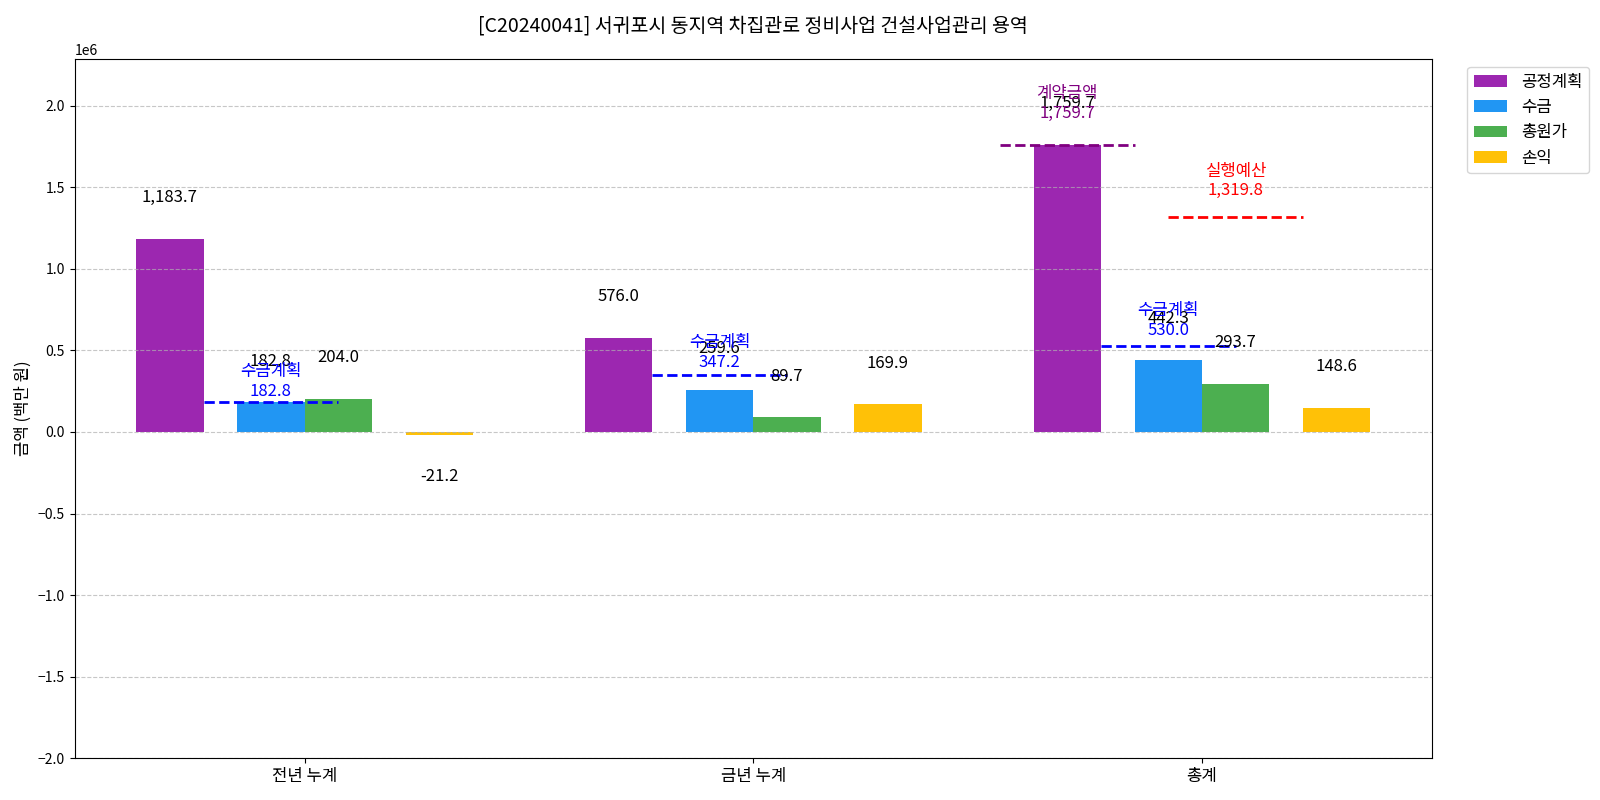 [C20240041] 서귀포시 동지역 차집관로 정비사업 건설사업관리 용역
1e6
금액 (백만 원)
2.0
1.5
1.0
0.5
0.0
−0.5
−1.0
−1.5
−2.0
1,183.7
182.8
수금계획
182.8
204.0
-21.2
576.0
수금계획
259.6
347.2
89.7
169.9
계약금액
1,759.7
1,759.7
실행예산
1,319.8
수금계획
442.3
530.0
293.7
148.6
전년 누계
금년 누계
총계
공정계획
수금
총원가
손익